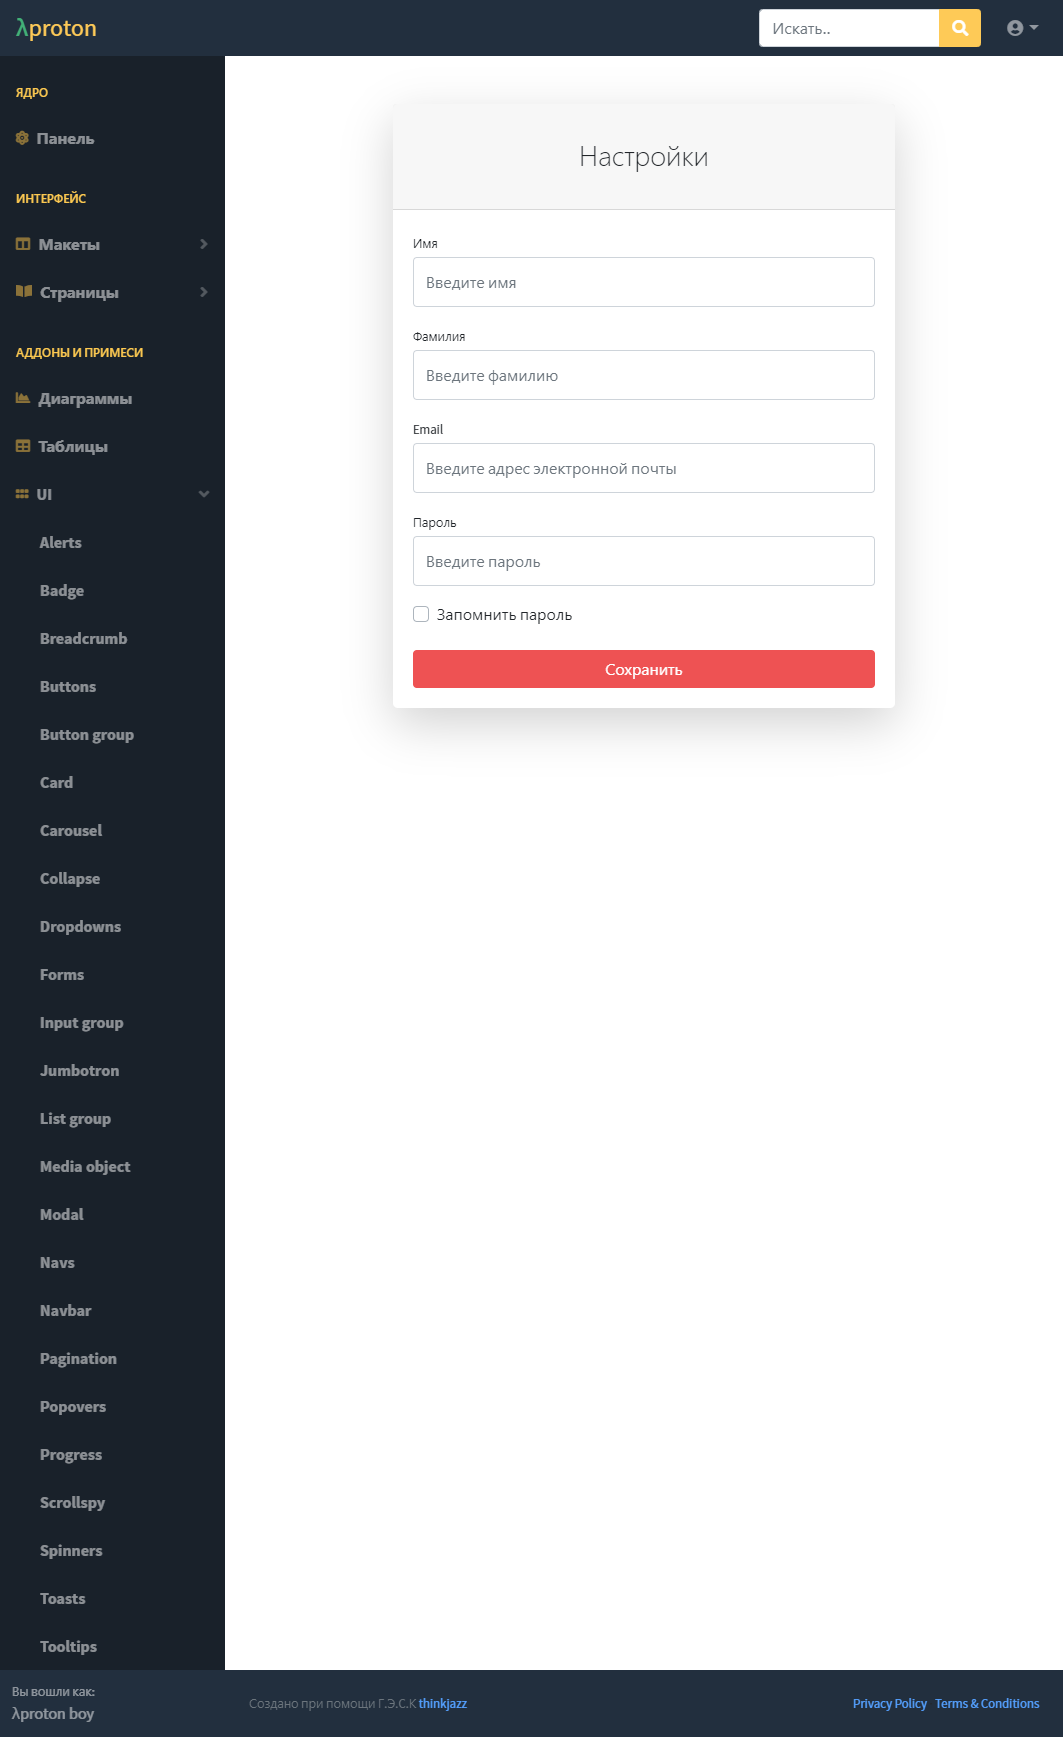 λproton
Искать..
ЯДРО
Панель
ИНТЕРФЕЙС
Макеты
Страницы
АДДОНЫ И ПРИМЕСИ
Диаграммы
Таблицы
UI
Alerts
Badge
Breadcrumb
Buttons
Button group
Card
Carousel
Collapse
Dropdowns
Forms
Input group
Jumbotron
List group
Media object
Modal
Navs
Navbar
Pagination
Popovers
Progress
Scrollspy
Spinners
Toasts
Tooltips
Вы вошли как:
λproton boy
Настройки
Имя
Введите имя
Фамилия
Введите фамилию
Email
Введите адрес электронной почты
Пароль
Введите пароль
Запомнить пароль
Сохранить
Создано при помощи Г.Э.С.К thinkjazz
Privacy Policy Terms & Conditions